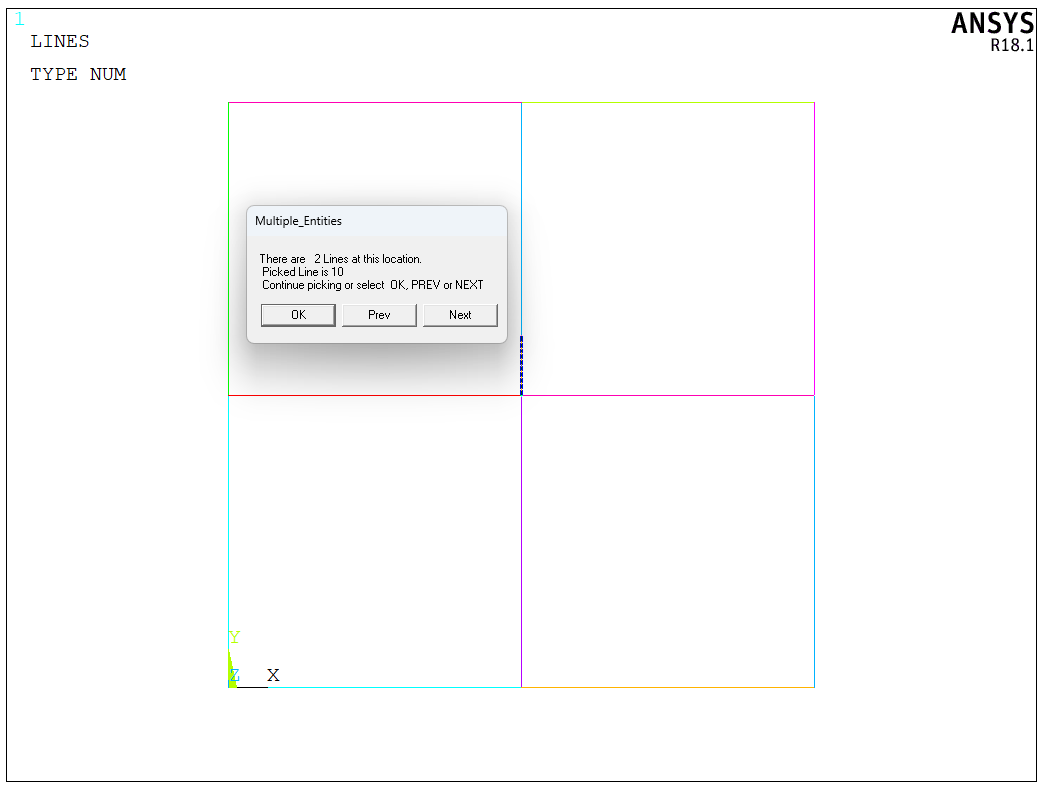 1
LINES
TYPE NUM
ANSYS
R18.1
Multiple_Entities
There are 2 Lines at this location.
Picked Line is 10
Continue picking or select OK, PREV or NEXT
OK Prev Next
Y
Z X